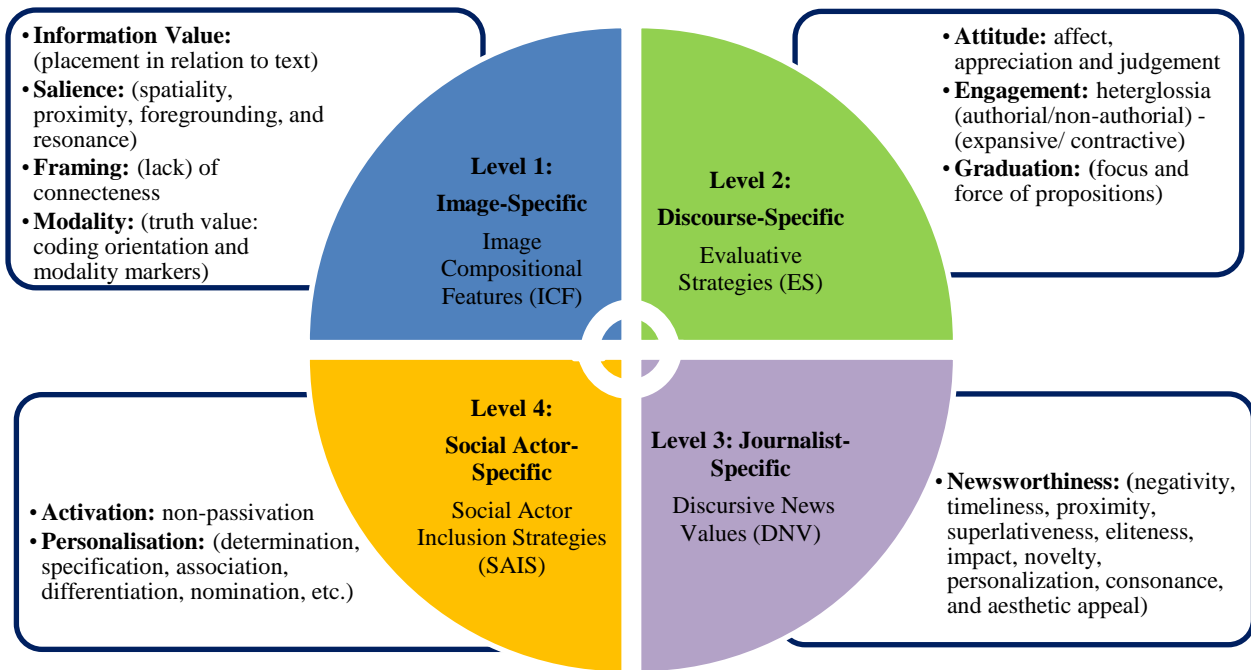 • Information Value:
(placement in relation to text)
• Salience: (spatiality,
proximity, foregrounding, and
resonance)
• Framing: (lack) of
connecteness
• Modality: (truth value:
coding orientation and
modality markers)
Level 1:
Image-Specific
Image
Compositional
Features (ICF)
Level 2:
Discourse-Specific
Evaluative
Strategies (ES)
• Attitude: affect,
appreciation and judgement
• Engagement: heterglossia
(authorial/non-authorial) -
(expansive/ contractive)
• Graduation: (focus and
force of propositions)
• Activation: non-passivation
• Personalisation: (determination,
specification, association,
differentiation, nomination, etc.)
Level 4:
Social Actor-
Specific
Social Actor
Inclusion Strategies
(SAIS)
Level 3: Journalist-
Specific
Discursive News
Values (DNV)
• Newsworthiness: (negativity,
timeliness, proximity,
superlativeness, eliteness,
impact, novelty,
personalization, consonance,
and aesthetic appeal)